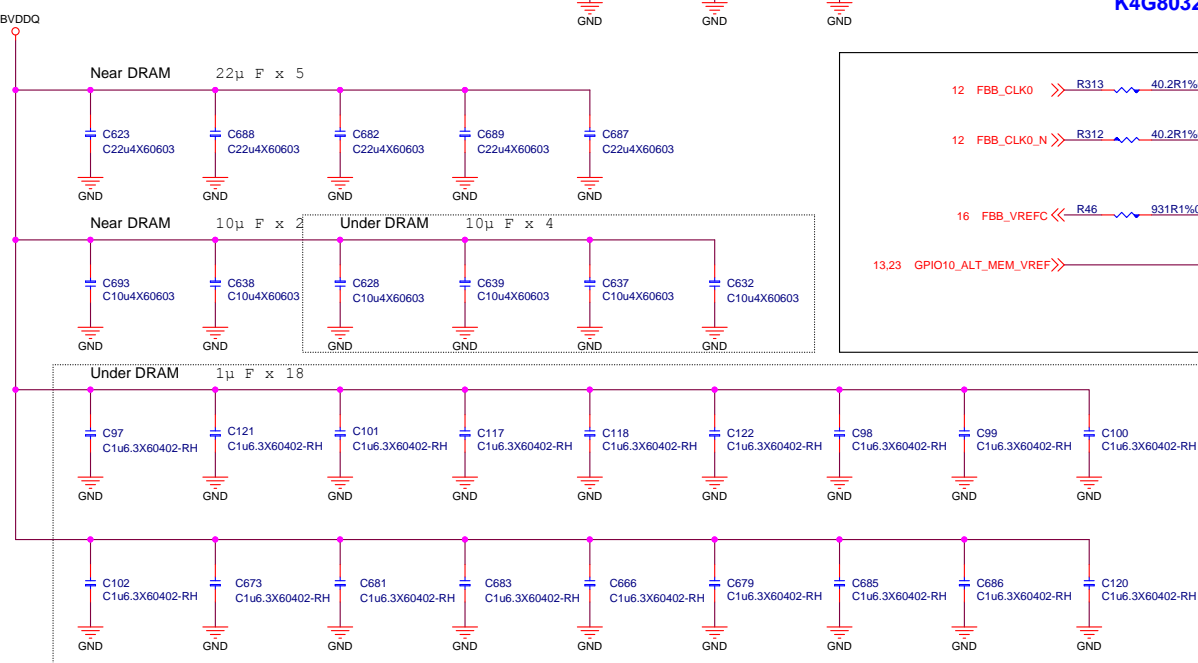 GND GND GND
K4G8032
BVDDQ
Near DRAM 22µ F x 5
C623 C688 C682 C689 C687
C22u4X60603 C22u4X60603 C22u4X60603 C22u4X60603 C22u4X60603
GND GND GND GND GND
12 FBB_CLK0 R313 40.2R1%
12 FBB_CLK0_N R312 40.2R1%
16 FBB_VREFC R46 931R1%
13,23 GPIO10_ALT_MEM_VREF
Near DRAM 10µ F x 2 Under DRAM 10µ F x 4
C693 C638 C628 C639 C637 C632
C10u4X60603 C10u4X60603 C10u4X60603 C10u4X60603 C10u4X60603 C10u4X60603
GND GND GND GND GND GND
Under DRAM 1µ F x 18
C97 C121 C101 C117 C118 C122 C98 C99 C100
C1u6.3X60402-RH C1u6.3X60402-RH C1u6.3X60402-RH C1u6.3X60402-RH C1u6.3X60402-RH C1u6.3X60402-RH C1u6.3X60402-RH C1u6.3X60402-RH C1u6.3X60402-RH
GND GND GND GND GND GND GND GND GND
C102 C673 C681 C683 C666 C679 C685 C686 C120
C1u6.3X60402-RH C1u6.3X60402-RH C1u6.3X60402-RH C1u6.3X60402-RH C1u6.3X60402-RH C1u6.3X60402-RH C1u6.3X60402-RH C1u6.3X60402-RH C1u6.3X60402-RH
GND GND GND GND GND GND GND GND GND